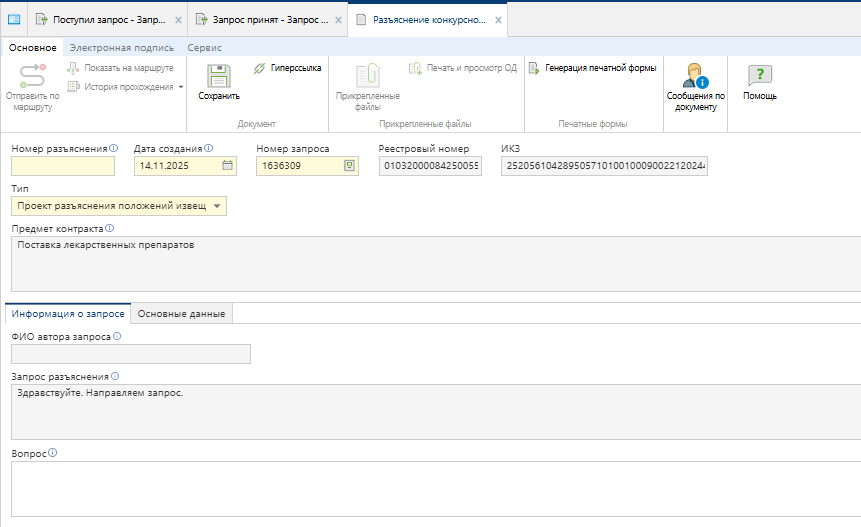 Поступил запрос - Запр...
Запрос принят - Запрос ...
Разъяснение конкурсно...
Основное Электронная подпись Сервис
Отправить по маршруту
Показать на маршруте
История прохождения
Сохранить
Гиперссылка
Документ
Прикрепленные файлы
Печать и просмотр ОД
Прикрепленные файлы
Генерация печатной формы
Печатные формы
Сообщения по документу
Помощь
Номер разъяснения Дата создания Номер запроса Реестровый номер ИКЗ
14.11.2025 1636309 01032000084250055 252056104289505710100100090022120244
Тип
Проект разъяснения положений извещ
Предмет контракта
Поставка лекарственных препаратов
Информация о запросе Основные данные
ФИО автора запроса
Запрос разъяснения
Здравствуйте. Направляем запрос.
Вопрос